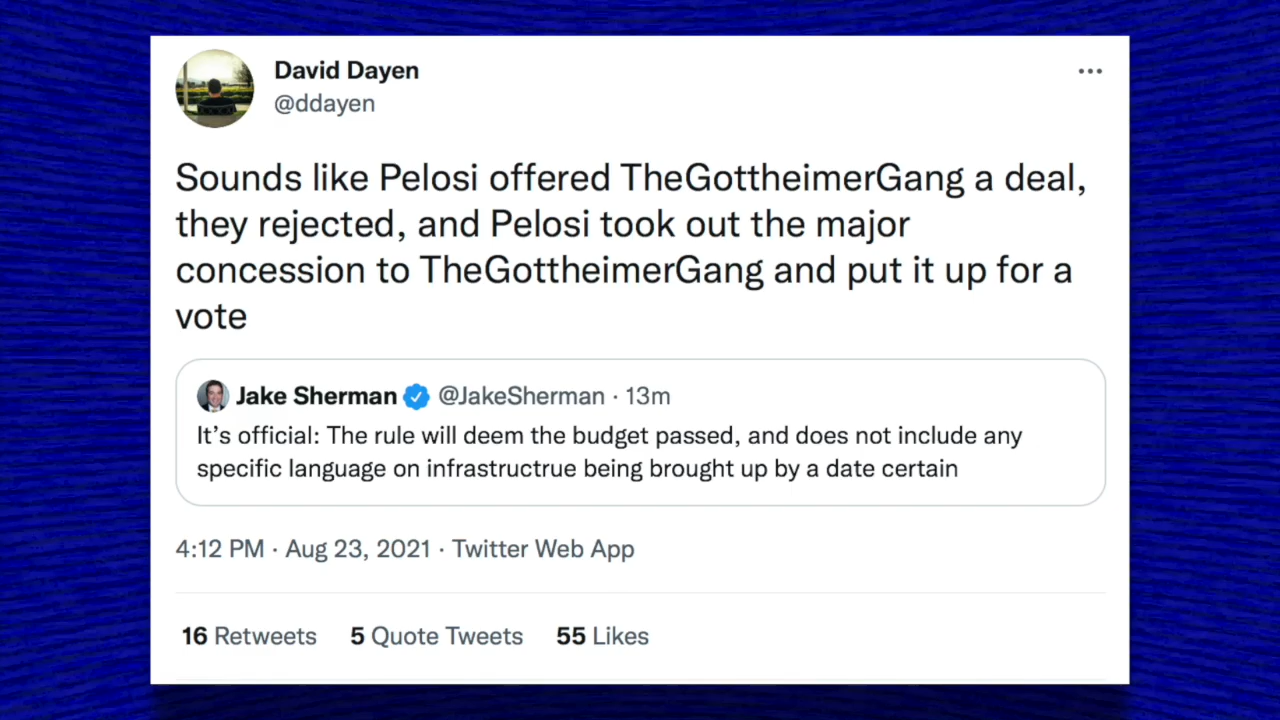 David Dayen
@ddayen
Sounds like Pelosi offered TheGottheimerGang a deal,
they rejected, and Pelosi took out the major
concession to TheGottheimerGang and put it up for a
vote
Jake Sherman @JakeSherman · 13m
It's official: The rule will deem the budget passed, and does not include any
specific language on infrastructrue being brought up by a date certain
4:12 PM · Aug 23, 2021 · Twitter Web App
16 Retweets 5 Quote Tweets 55 Likes